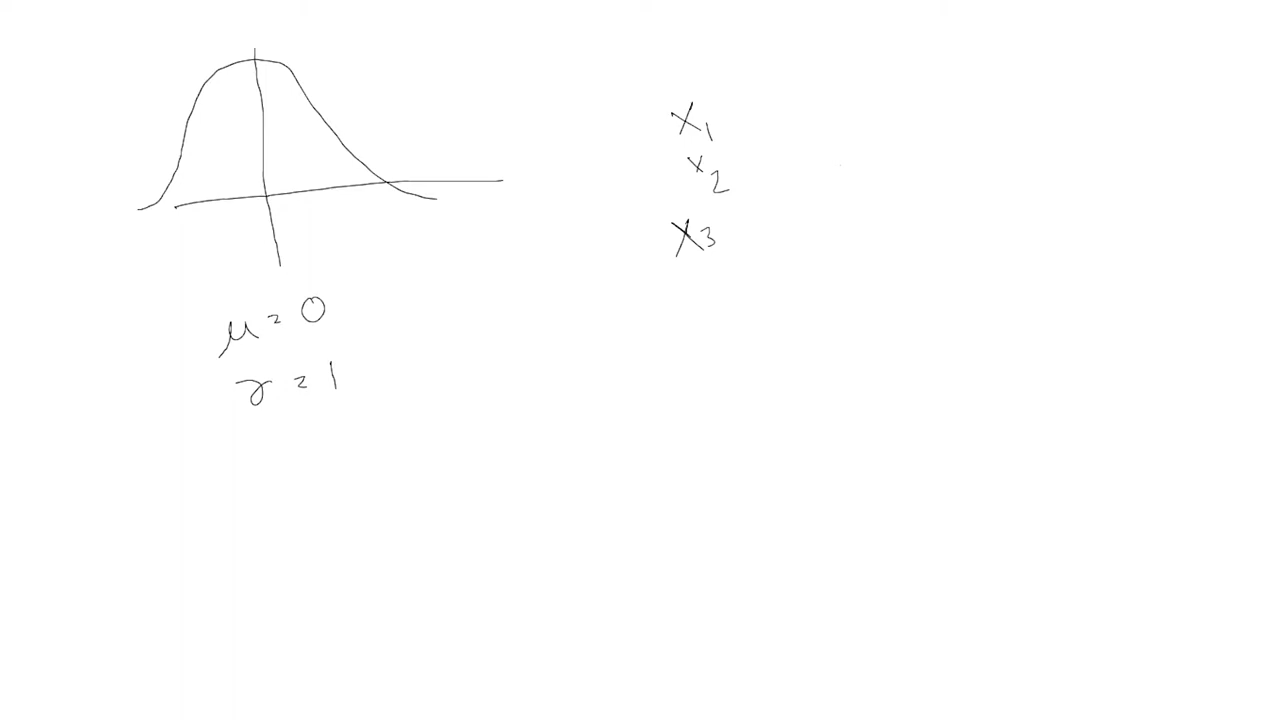 x₁
x₂
x₃
μ = 0
γ = 1